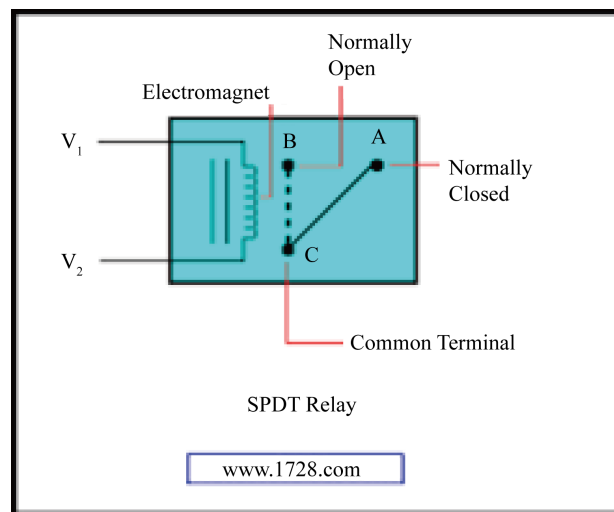 Normally
Open
Electromagnet
V1
B
A
Normally
Closed
C
V2
Common Terminal
SPDT Relay
www.1728.com